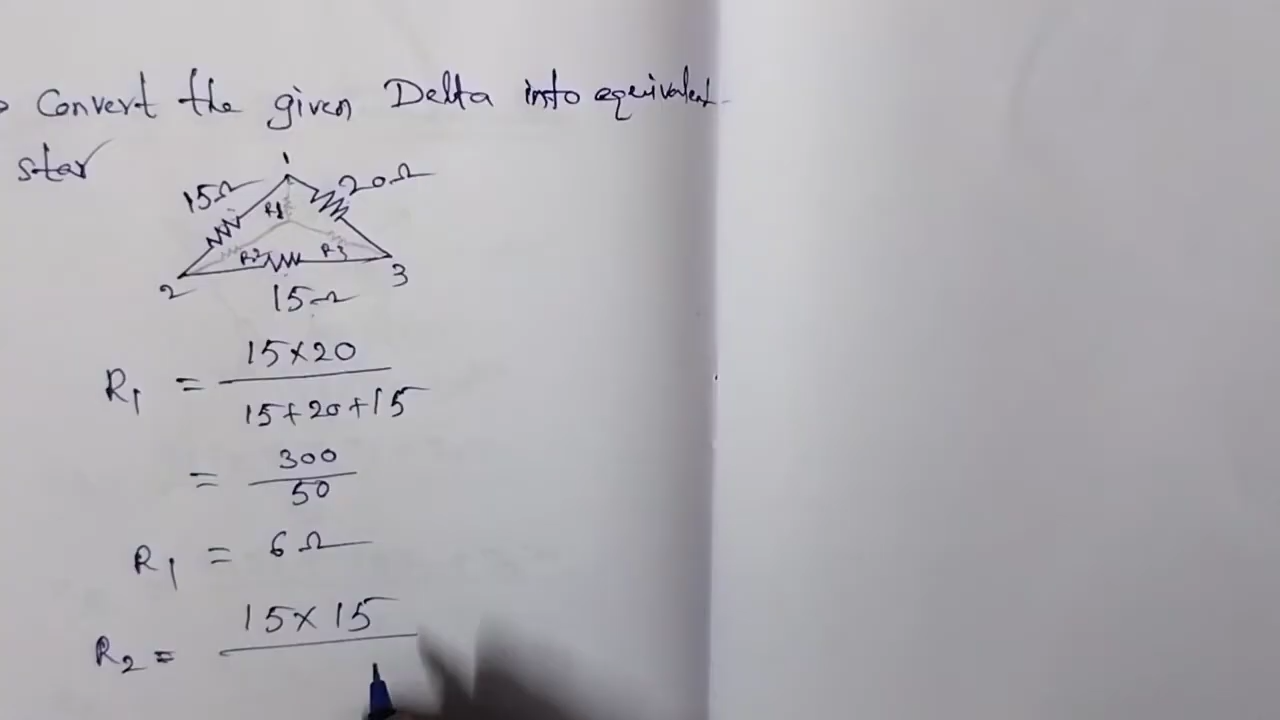 Convert the given Delta into equivalent
star
1
15Ω 20Ω
R1
R2 R3
2 3
15Ω
R1 = 15×20
15+20+15
= 300
50
R1 = 6Ω
R2 = 15×15